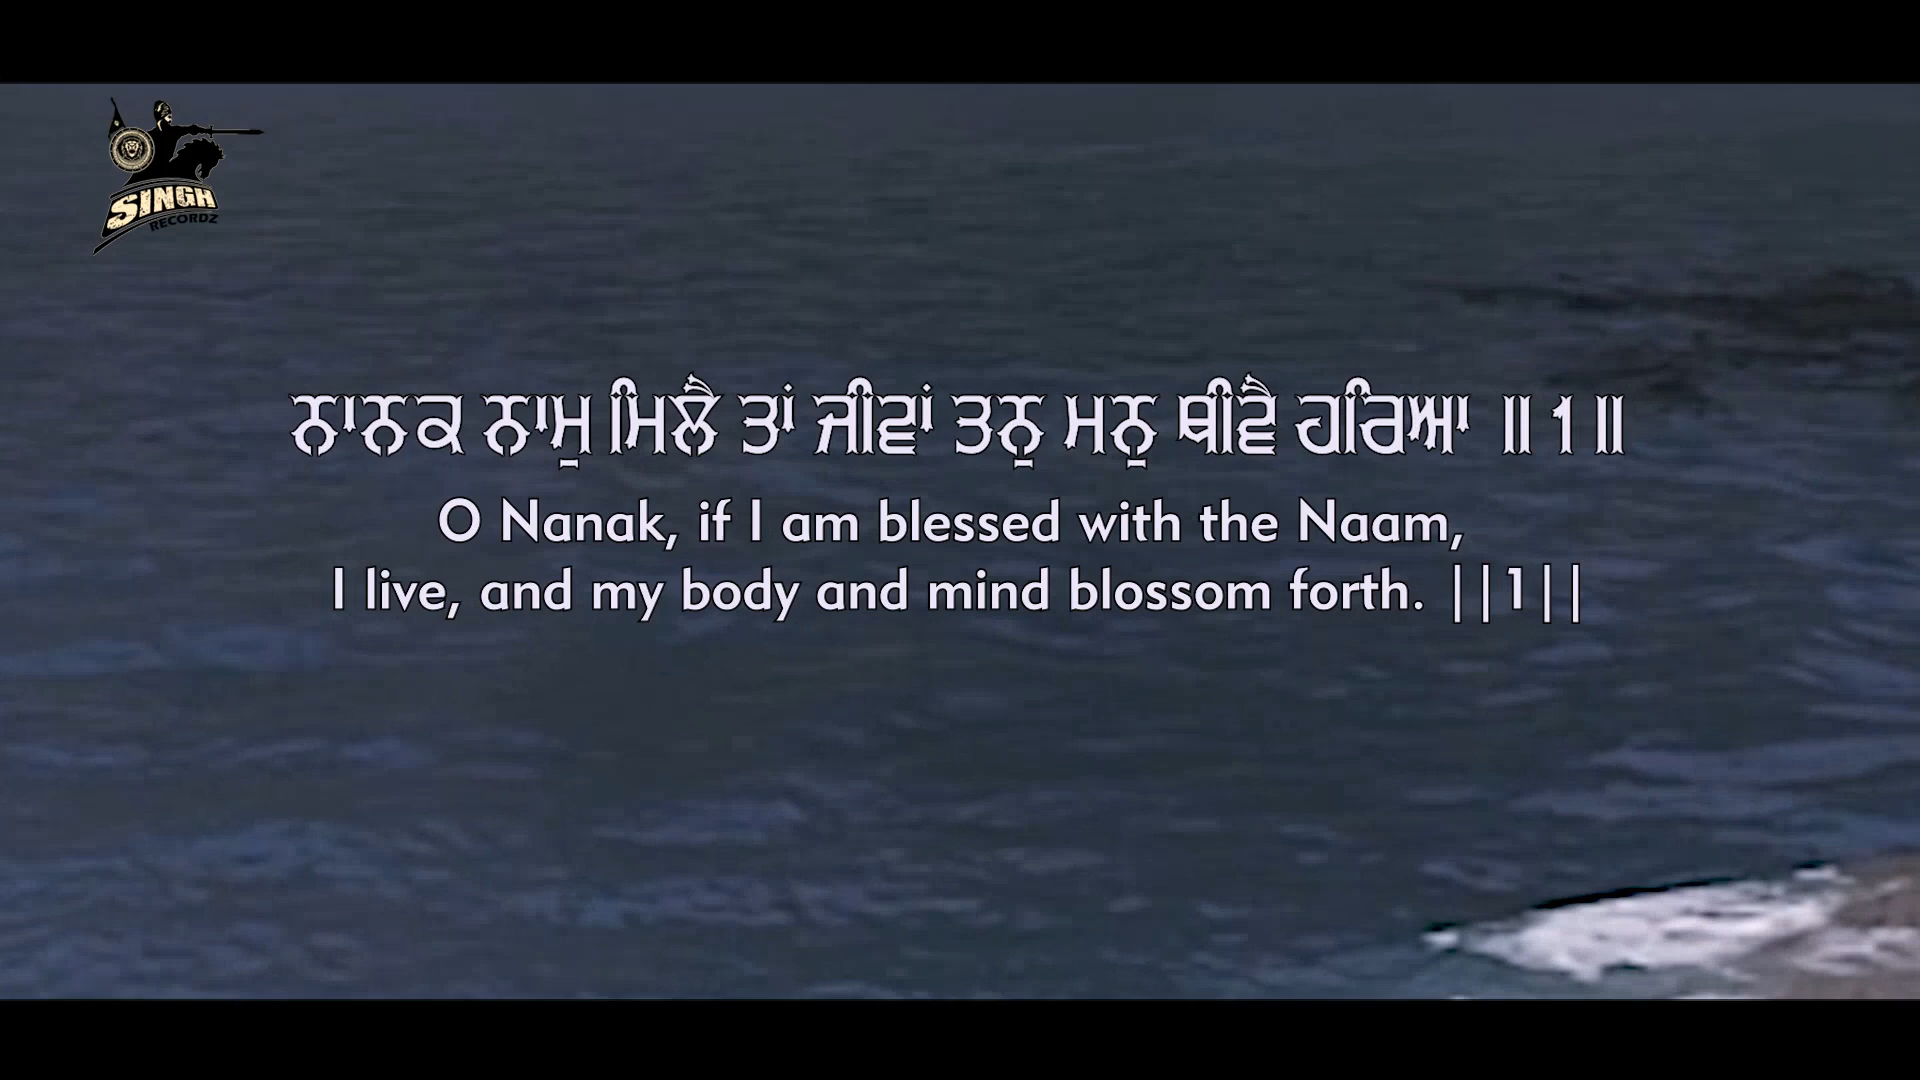 SINGH
RECORDZ
ਨਾਨਕ ਨਾਮੁ ਮਿਲੈ ਤਾਂ ਜੀਵਾਂ ਤਨੁ ਮਨੁ ਥੀਵੈ ਹਰਿਆ ॥ 1 ॥
O Nanak, if I am blessed with the Naam,
I live, and my body and mind blossom forth. ||1||